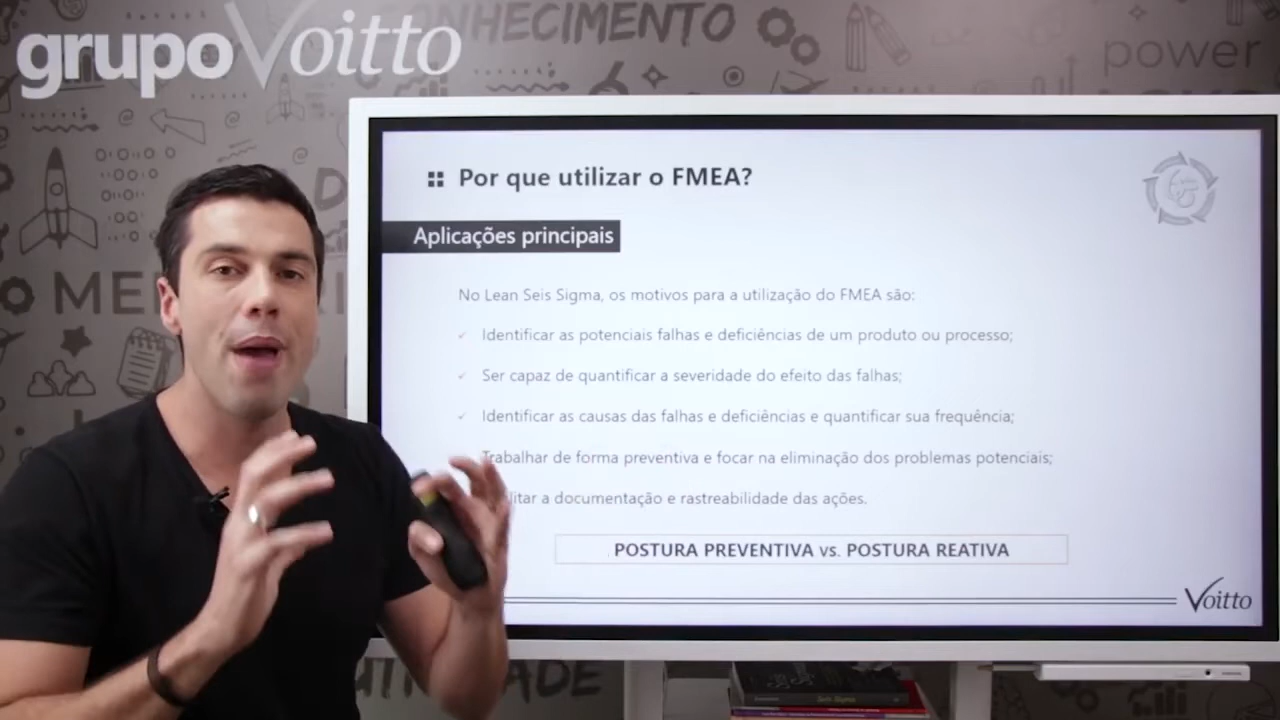 grupoVoitto
CONHECIMENTO
power
Por que utilizar o FMEA?
Aplicações principais
No Lean Seis Sigma, os motivos para a utilização do FMEA são:
Identificar as potenciais falhas e deficiências de um produto ou processo;
Ser capaz de quantificar a severidade do efeito das falhas;
Identificar as causas das falhas e deficiências e quantificar sua frequência;
Trabalhar de forma preventiva e focar na eliminação dos problemas potenciais;
litar a documentação e rastreabilidade das ações.
POSTURA PREVENTIVA vs. POSTURA REATIVA
Voitto